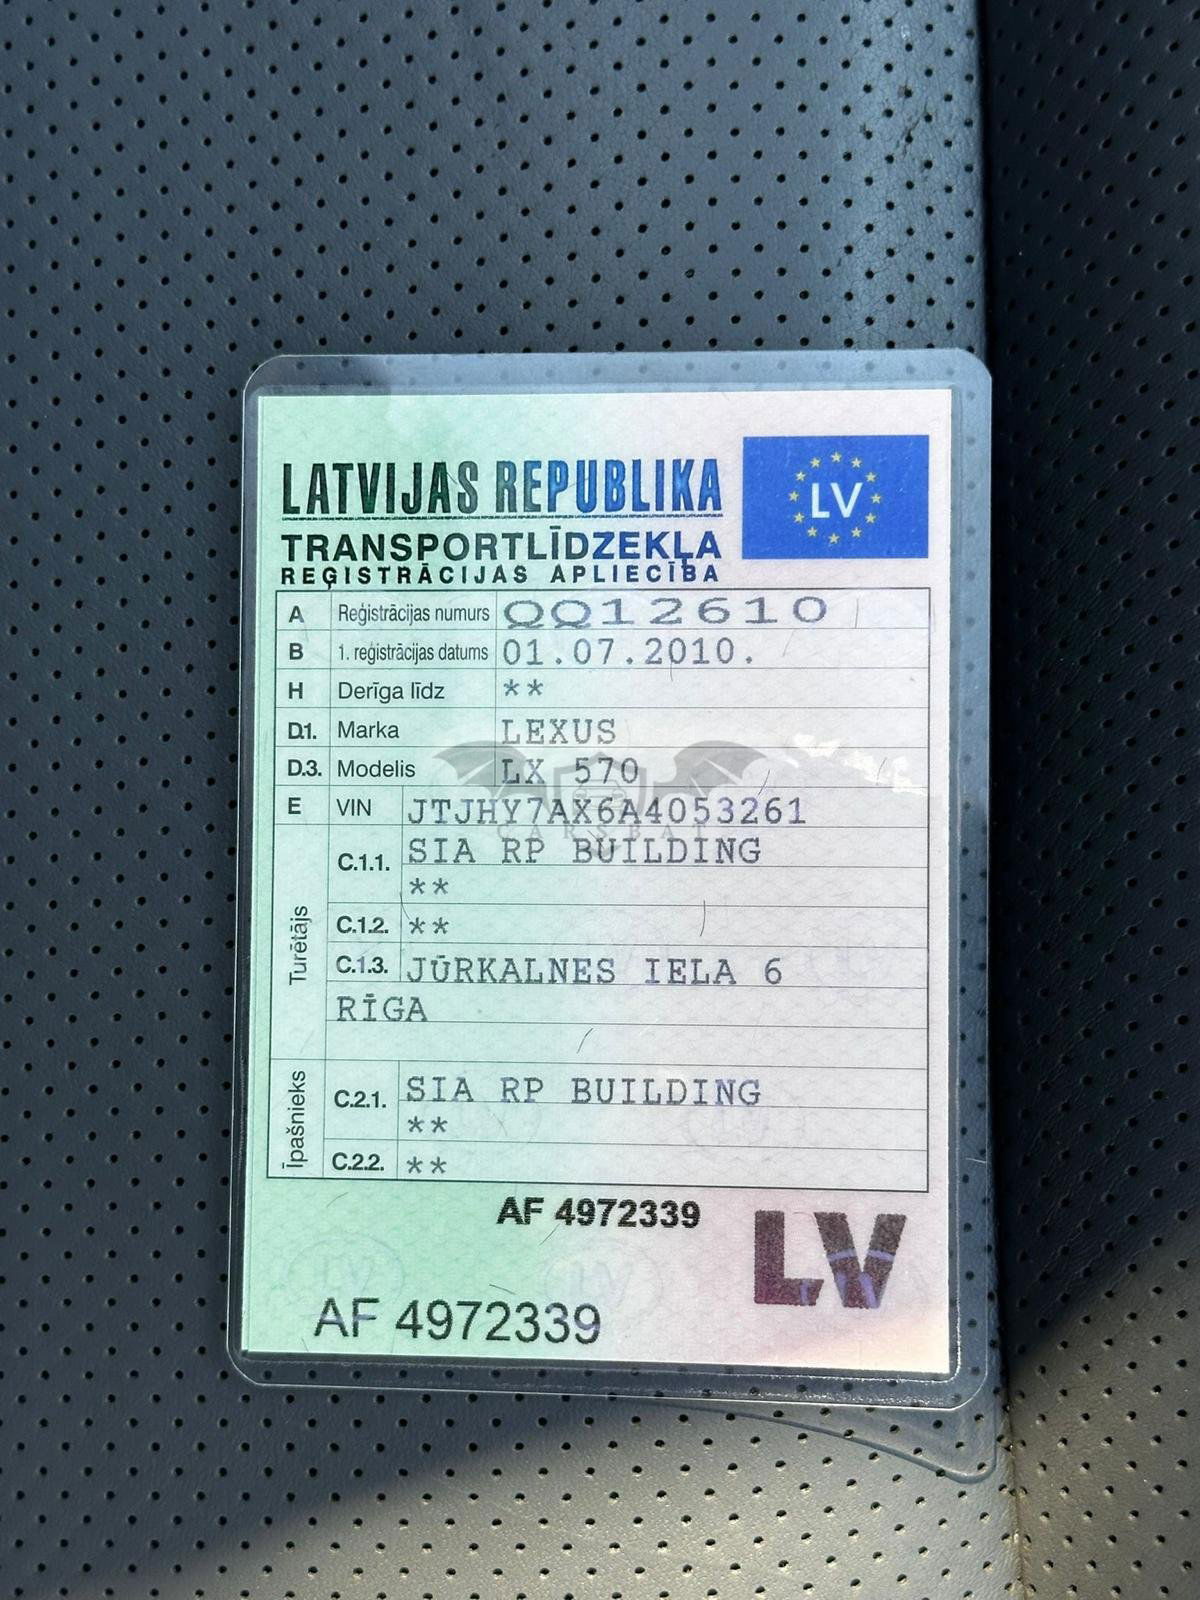 LATVIJAS REPUBLIKA
LV
TRANSPORTLĪDZEKĻA
REĢISTRĀCIJAS APLIECĪBA
A Reģistrācijas numurs QQ12610
B 1. reģistrācijas datums 01.07.2010.
H Derīga līdz **
D.1. Marka LEXUS
D.3. Modelis LX 570
E VIN JTJHY7AX6A4053261
CARSBAT
Turētājs
C.1.1. SIA RP BUILDING
**
C.1.2. **
C.1.3. JŪRKALNES IELA 6
RĪGA
Īpašnieks
C.2.1. SIA RP BUILDING
**
C.2.2. **
AF 4972339
LV
AF 4972339